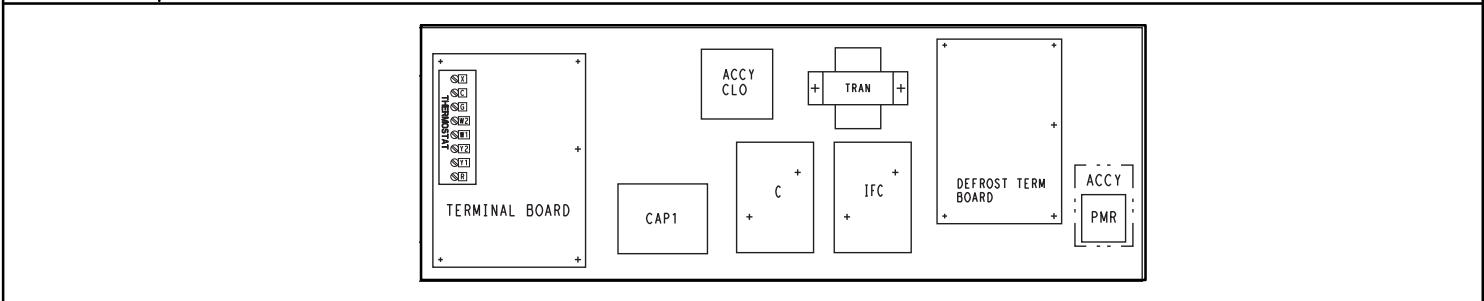 THERMOSTAT
X
C
G
W2
W1
Y2
Y1
R
TERMINAL BOARD
ACCY
CLO
TRAN
CAP1
C
IFC
DEFROST TERM
BOARD
ACCY
PMR